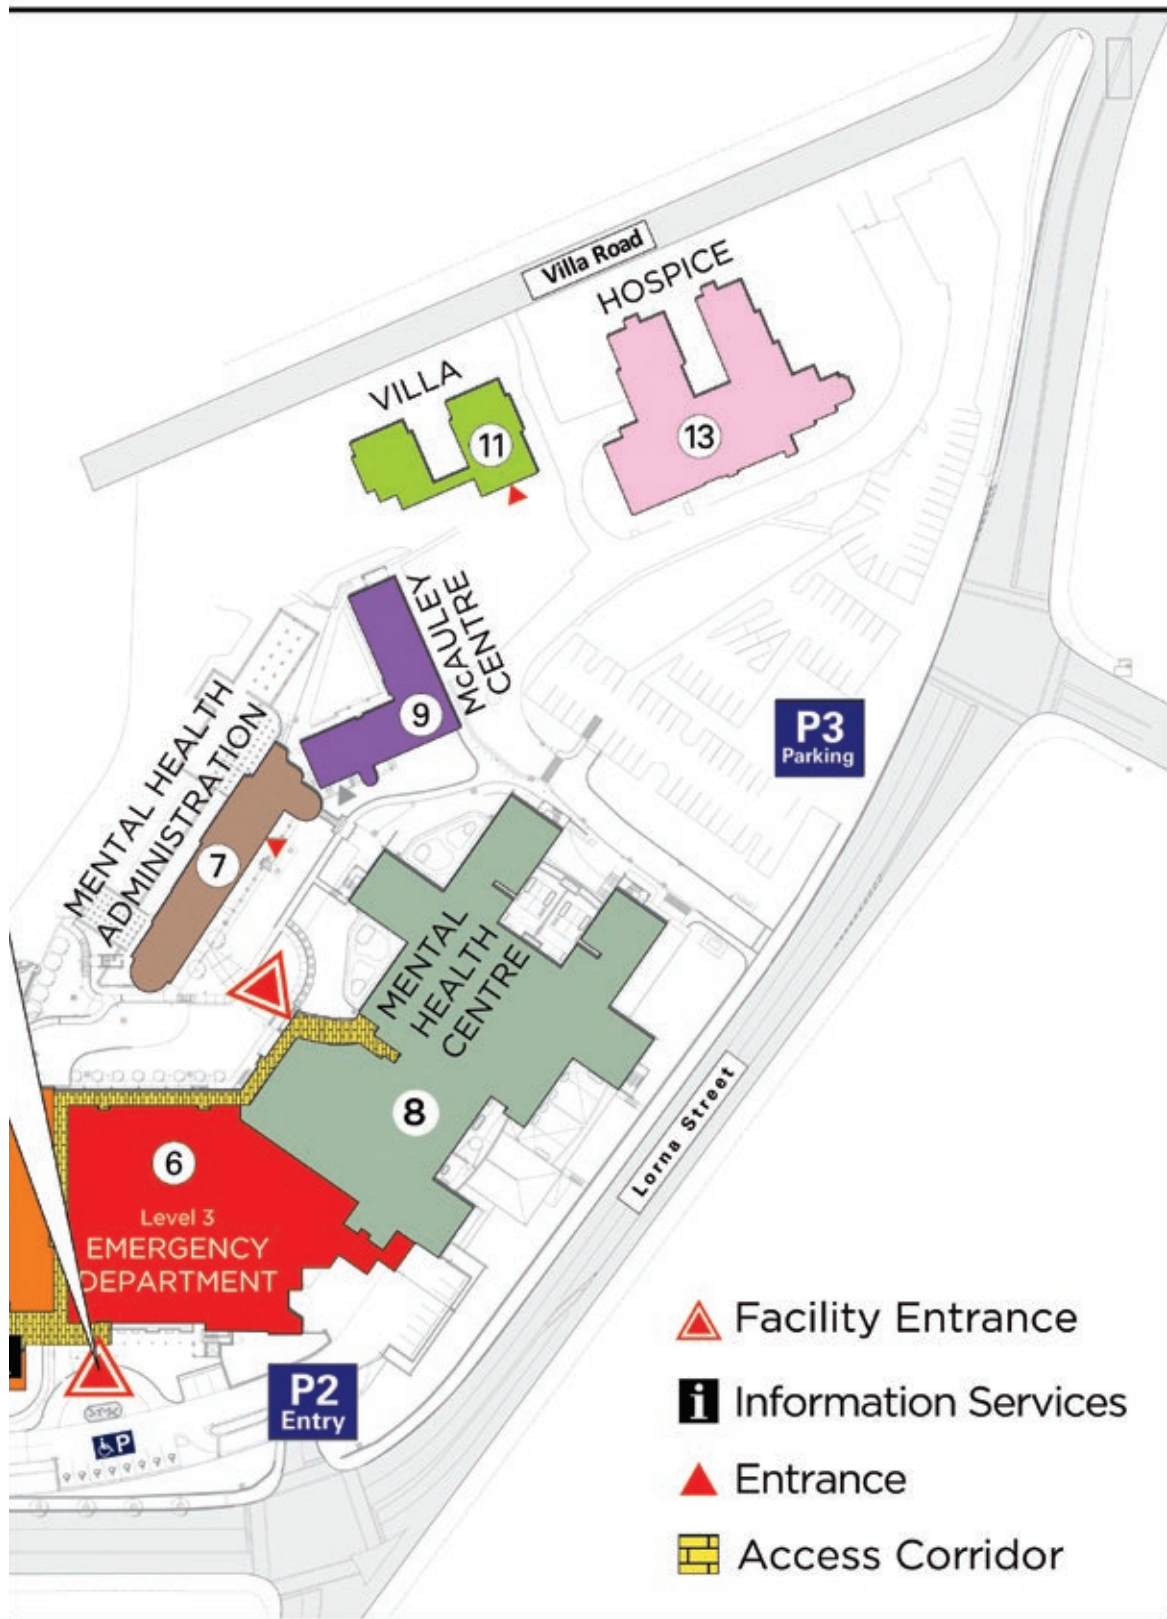 Villa Road
HOSPICE
13
VILLA
11
McAULEY
CENTRE
9
MENTAL HEALTH
ADMINISTRATION
7
P3
Parking
MENTAL
HEALTH
CENTRE
8
Lorna Street
6
Level 3
EMERGENCY
DEPARTMENT
P2
Entry
P
Facility Entrance
i
Information Services
Entrance
Access Corridor